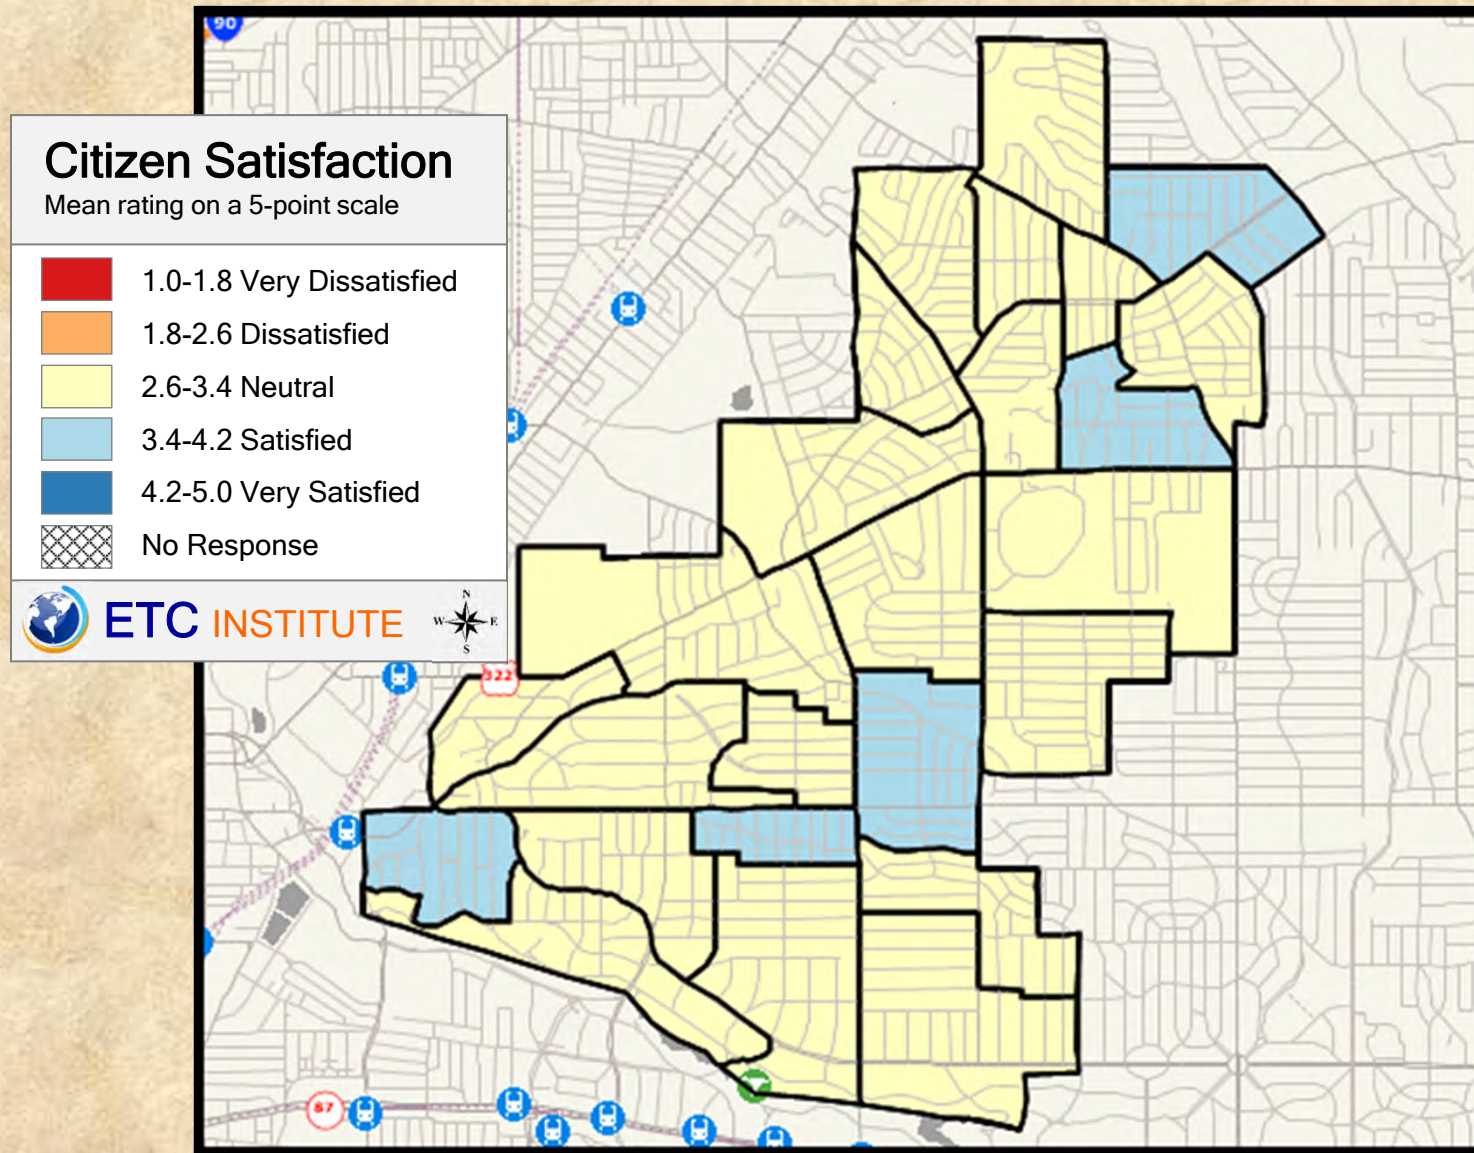 90
Citizen Satisfaction
Mean rating on a 5-point scale
1.0-1.8 Very Dissatisfied
1.8-2.6 Dissatisfied
2.6-3.4 Neutral
3.4-4.2 Satisfied
4.2-5.0 Very Satisfied
No Response
ETC INSTITUTE
N
W E
S
322
87